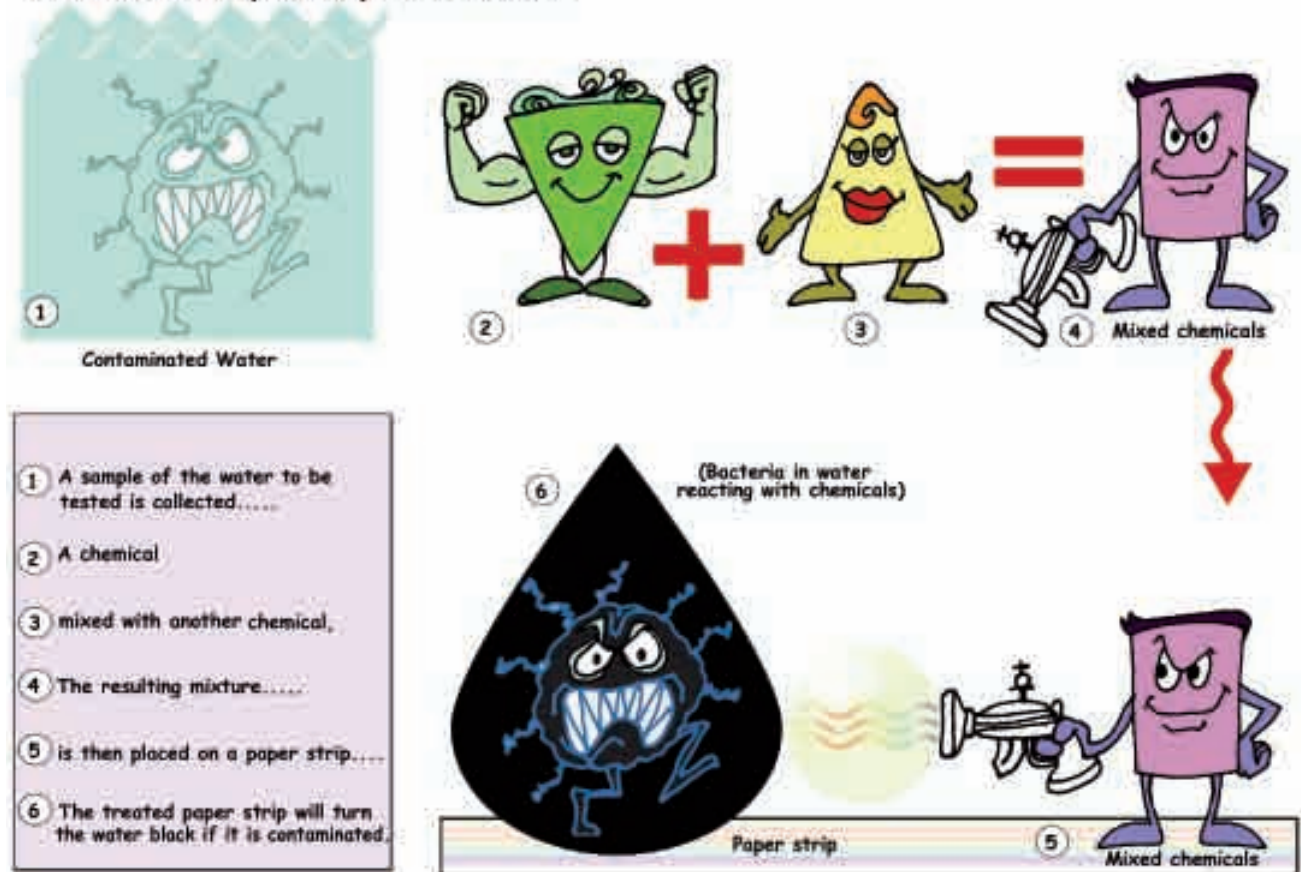 1
Contaminated Water
2
3
4 Mixed chemicals
1 A sample of the water to be
tested is collected.....
2 A chemical
3 mixed with another chemical,
4 The resulting mixture.....
5 is then placed on a paper strip....
6 The treated paper strip will turn
the water black if it is contaminated.
6
(Bacteria in water
reacting with chemicals)
Paper strip
5
Mixed chemicals